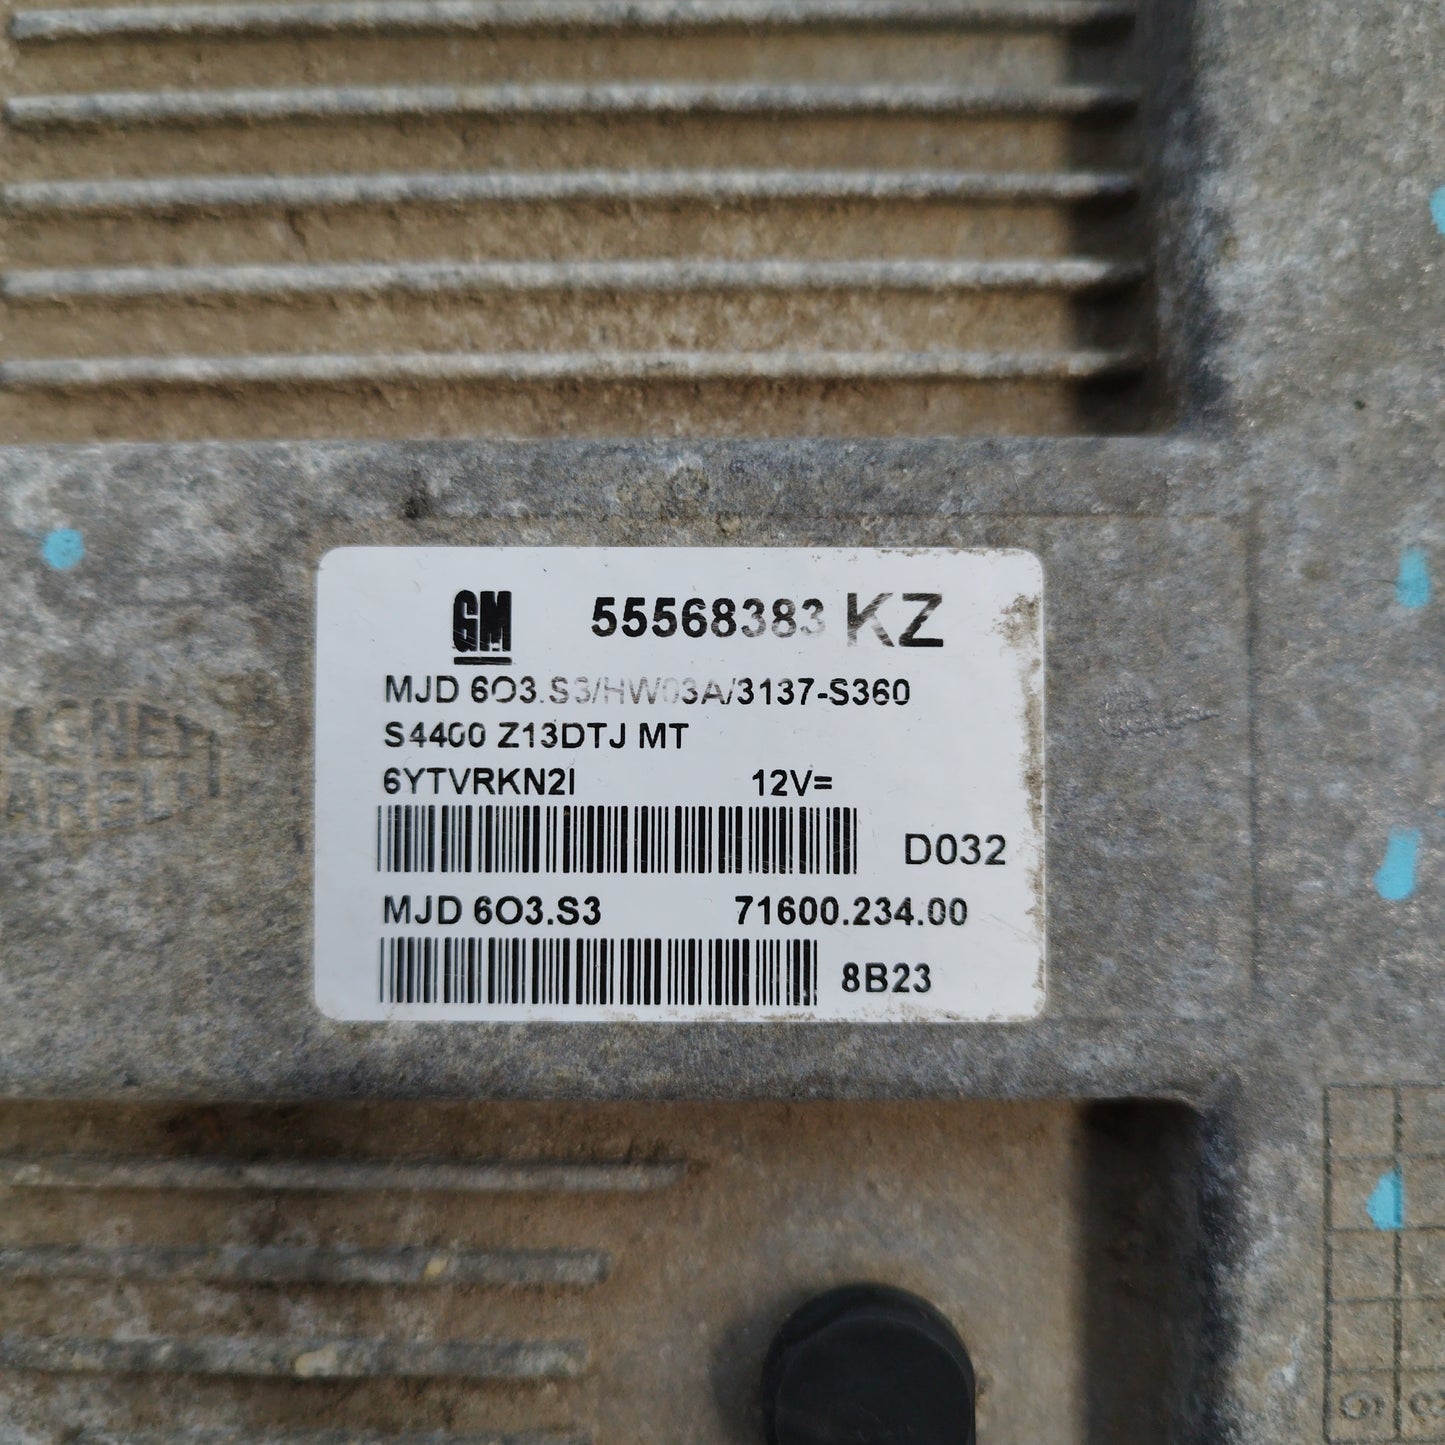 GM 55568383 KZ
MJD 6O3.S3/HW03A/3137-S360
S4400 Z13DTJ MT
6YTVRKN2I 12V=
D032
MJD 6O3.S3 71600.234.00
8B23